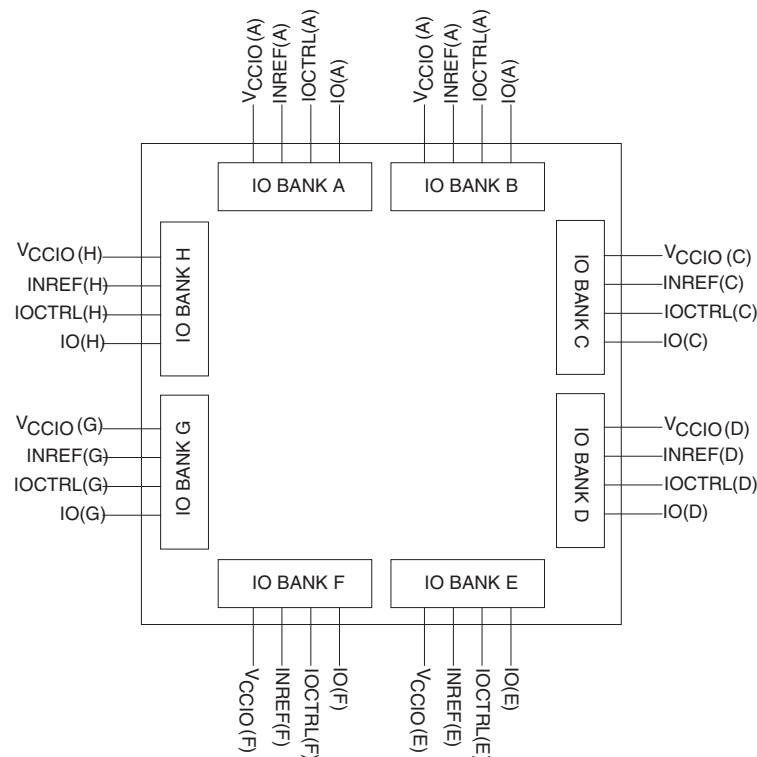 VCCIO(A)
INREF(A)
IOCTRL(A)
IO(A)
VCCIO(A)
INREF(A)
IOCTRL(A)
IO(A)
IO BANK A
IO BANK B
VCCIO(H)
INREF(H)
IOCTRL(H)
IO(H)
IO BANK H
IO BANK C
VCCIO(C)
INREF(C)
IOCTRL(C)
IO(C)
VCCIO(G)
INREF(G)
IOCTRL(G)
IO(G)
IO BANK G
IO BANK D
VCCIO(D)
INREF(D)
IOCTRL(D)
IO(D)
IO BANK F
IO BANK E
VCCIO(F)
INREF(F)
IOCTRL(F)
IO(F)
VCCIO(E)
INREF(E)
IOCTRL(E)
IO(E)